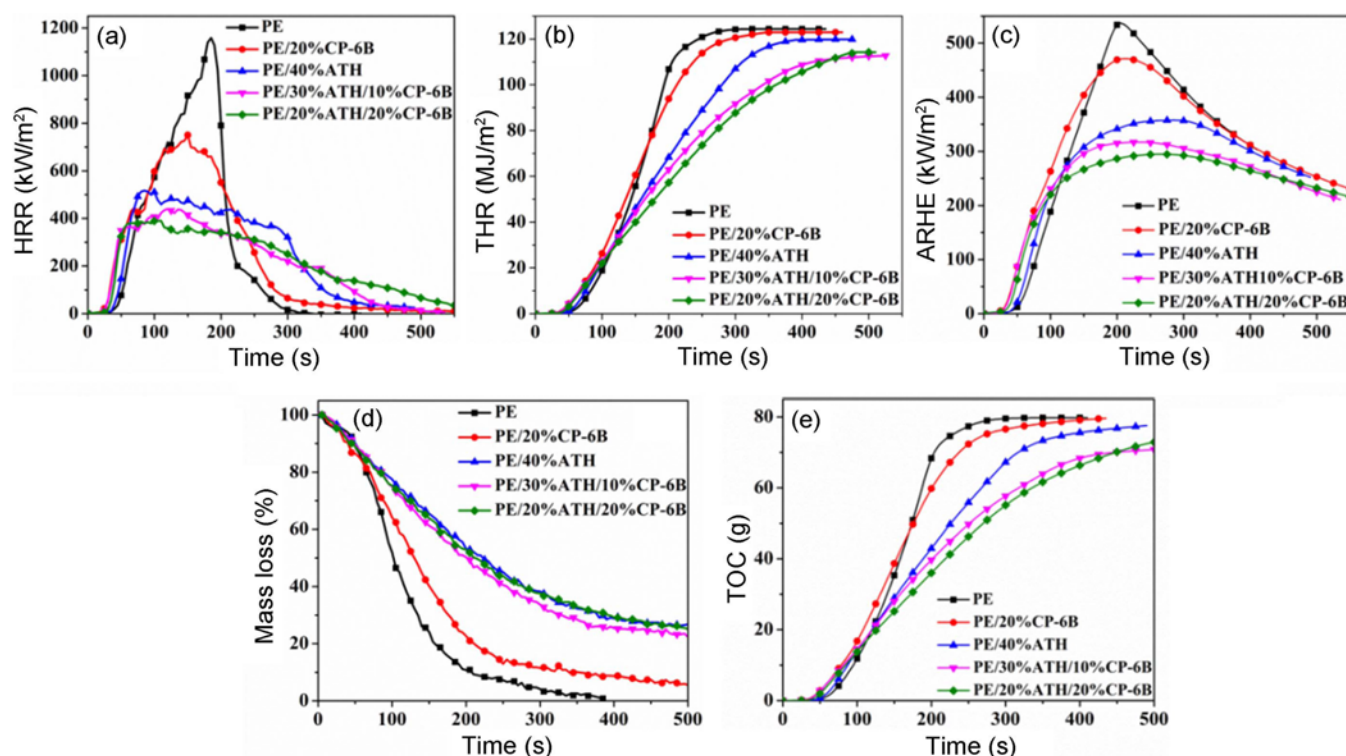 (a)
PE
PE/20%CP-6B
PE/40%ATH
PE/30%ATH/10%CP-6B
PE/20%ATH/20%CP-6B
HRR (kW/m²)
1200
1000
800
600
400
200
0
0 100 200 300 400 500
Time (s)
(b)
PE
PE/20%CP-6B
PE/40%ATH
PE/30%ATH/10%CP-6B
PE/20%ATH/20%CP-6B
THR (MJ/m²)
120
100
80
60
40
20
0
0 100 200 300 400 500
Time (s)
(c)
PE
PE/20%CP-6B
PE/40%ATH
PE/30%ATH10%CP-6B
PE/20%ATH/20%CP-6B
ARHE (kW/m²)
500
400
300
200
100
0
0 100 200 300 400 500
Time (s)
(d)
PE
PE/20%CP-6B
PE/40%ATH
PE/30%ATH/10%CP-6B
PE/20%ATH/20%CP-6B
Mass loss (%)
100
80
60
40
20
0
0 100 200 300 400 500
Time (s)
(e)
PE
PE/20%CP-6B
PE/40%ATH
PE/30%ATH/10%CP-6B
PE/20%ATH/20%CP-6B
TOC (g)
80
60
40
20
0
0 100 200 300 400 500
Time (s)